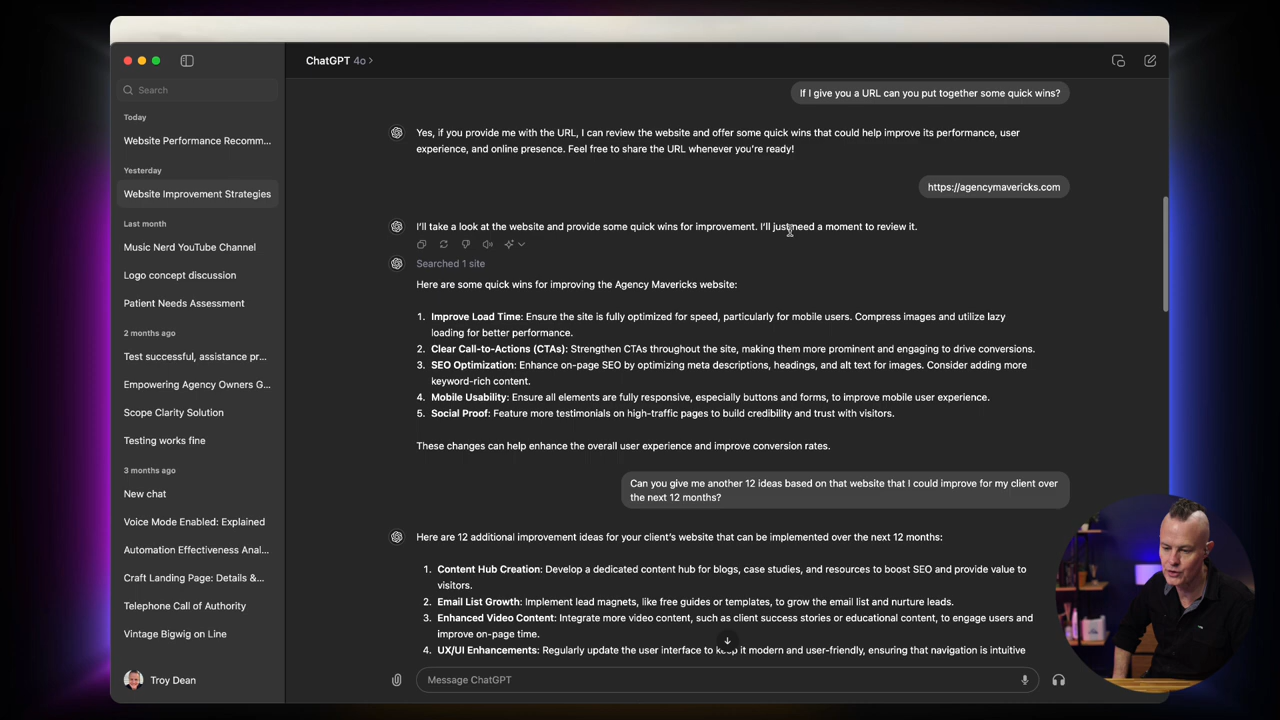 ChatGPT 4o >
Search
Today
Website Performance Recomm...
Yesterday
Website Improvement Strategies
Last month
Music Nerd YouTube Channel
Logo concept discussion
Patient Needs Assessment
2 months ago
Test successful, assistance pr...
Empowering Agency Owners G...
Scope Clarity Solution
Testing works fine
3 months ago
New chat
Voice Mode Enabled: Explained
Automation Effectiveness Anal...
Craft Landing Page: Details &...
Telephone Call of Authority
Vintage Bigwig on Line
Troy Dean
If I give you a URL can you put together some quick wins?
Yes, if you provide me with the URL, I can review the website and offer some quick wins that could help improve its performance, user
experience, and online presence. Feel free to share the URL whenever you're ready!
https://agencymavericks.com
I'll take a look at the website and provide some quick wins for improvement. I'll just need a moment to review it.
Searched 1 site
Here are some quick wins for improving the Agency Mavericks website:
1. Improve Load Time: Ensure the site is fully optimized for speed, particularly for mobile users. Compress images and utilize lazy
loading for better performance.
2. Clear Call-to-Actions (CTAs): Strengthen CTAs throughout the site, making them more prominent and engaging to drive conversions.
3. SEO Optimization: Enhance on-page SEO by optimizing meta descriptions, headings, and alt text for images. Consider adding more
keyword-rich content.
4. Mobile Usability: Ensure all elements are fully responsive, especially buttons and forms, to improve mobile user experience.
5. Social Proof: Feature more testimonials on high-traffic pages to build credibility and trust with visitors.
These changes can help enhance the overall user experience and improve conversion rates.
Can you give me another 12 ideas based on that website that I could improve for my client over
the next 12 months?
Here are 12 additional improvement ideas for your client's website that can be implemented over the next 12 months:
1. Content Hub Creation: Develop a dedicated content hub for blogs, case studies, and resources to boost SEO and provide value to
visitors.
2. Email List Growth: Implement lead magnets, like free guides or templates, to grow the email list and nurture leads.
3. Enhanced Video Content: Integrate more video content, such as client success stories or educational content, to engage users and
improve on-page time.
4. UX/UI Enhancements: Regularly update the user interface to keep it modern and user-friendly, ensuring that navigation is intuitive
Message ChatGPT